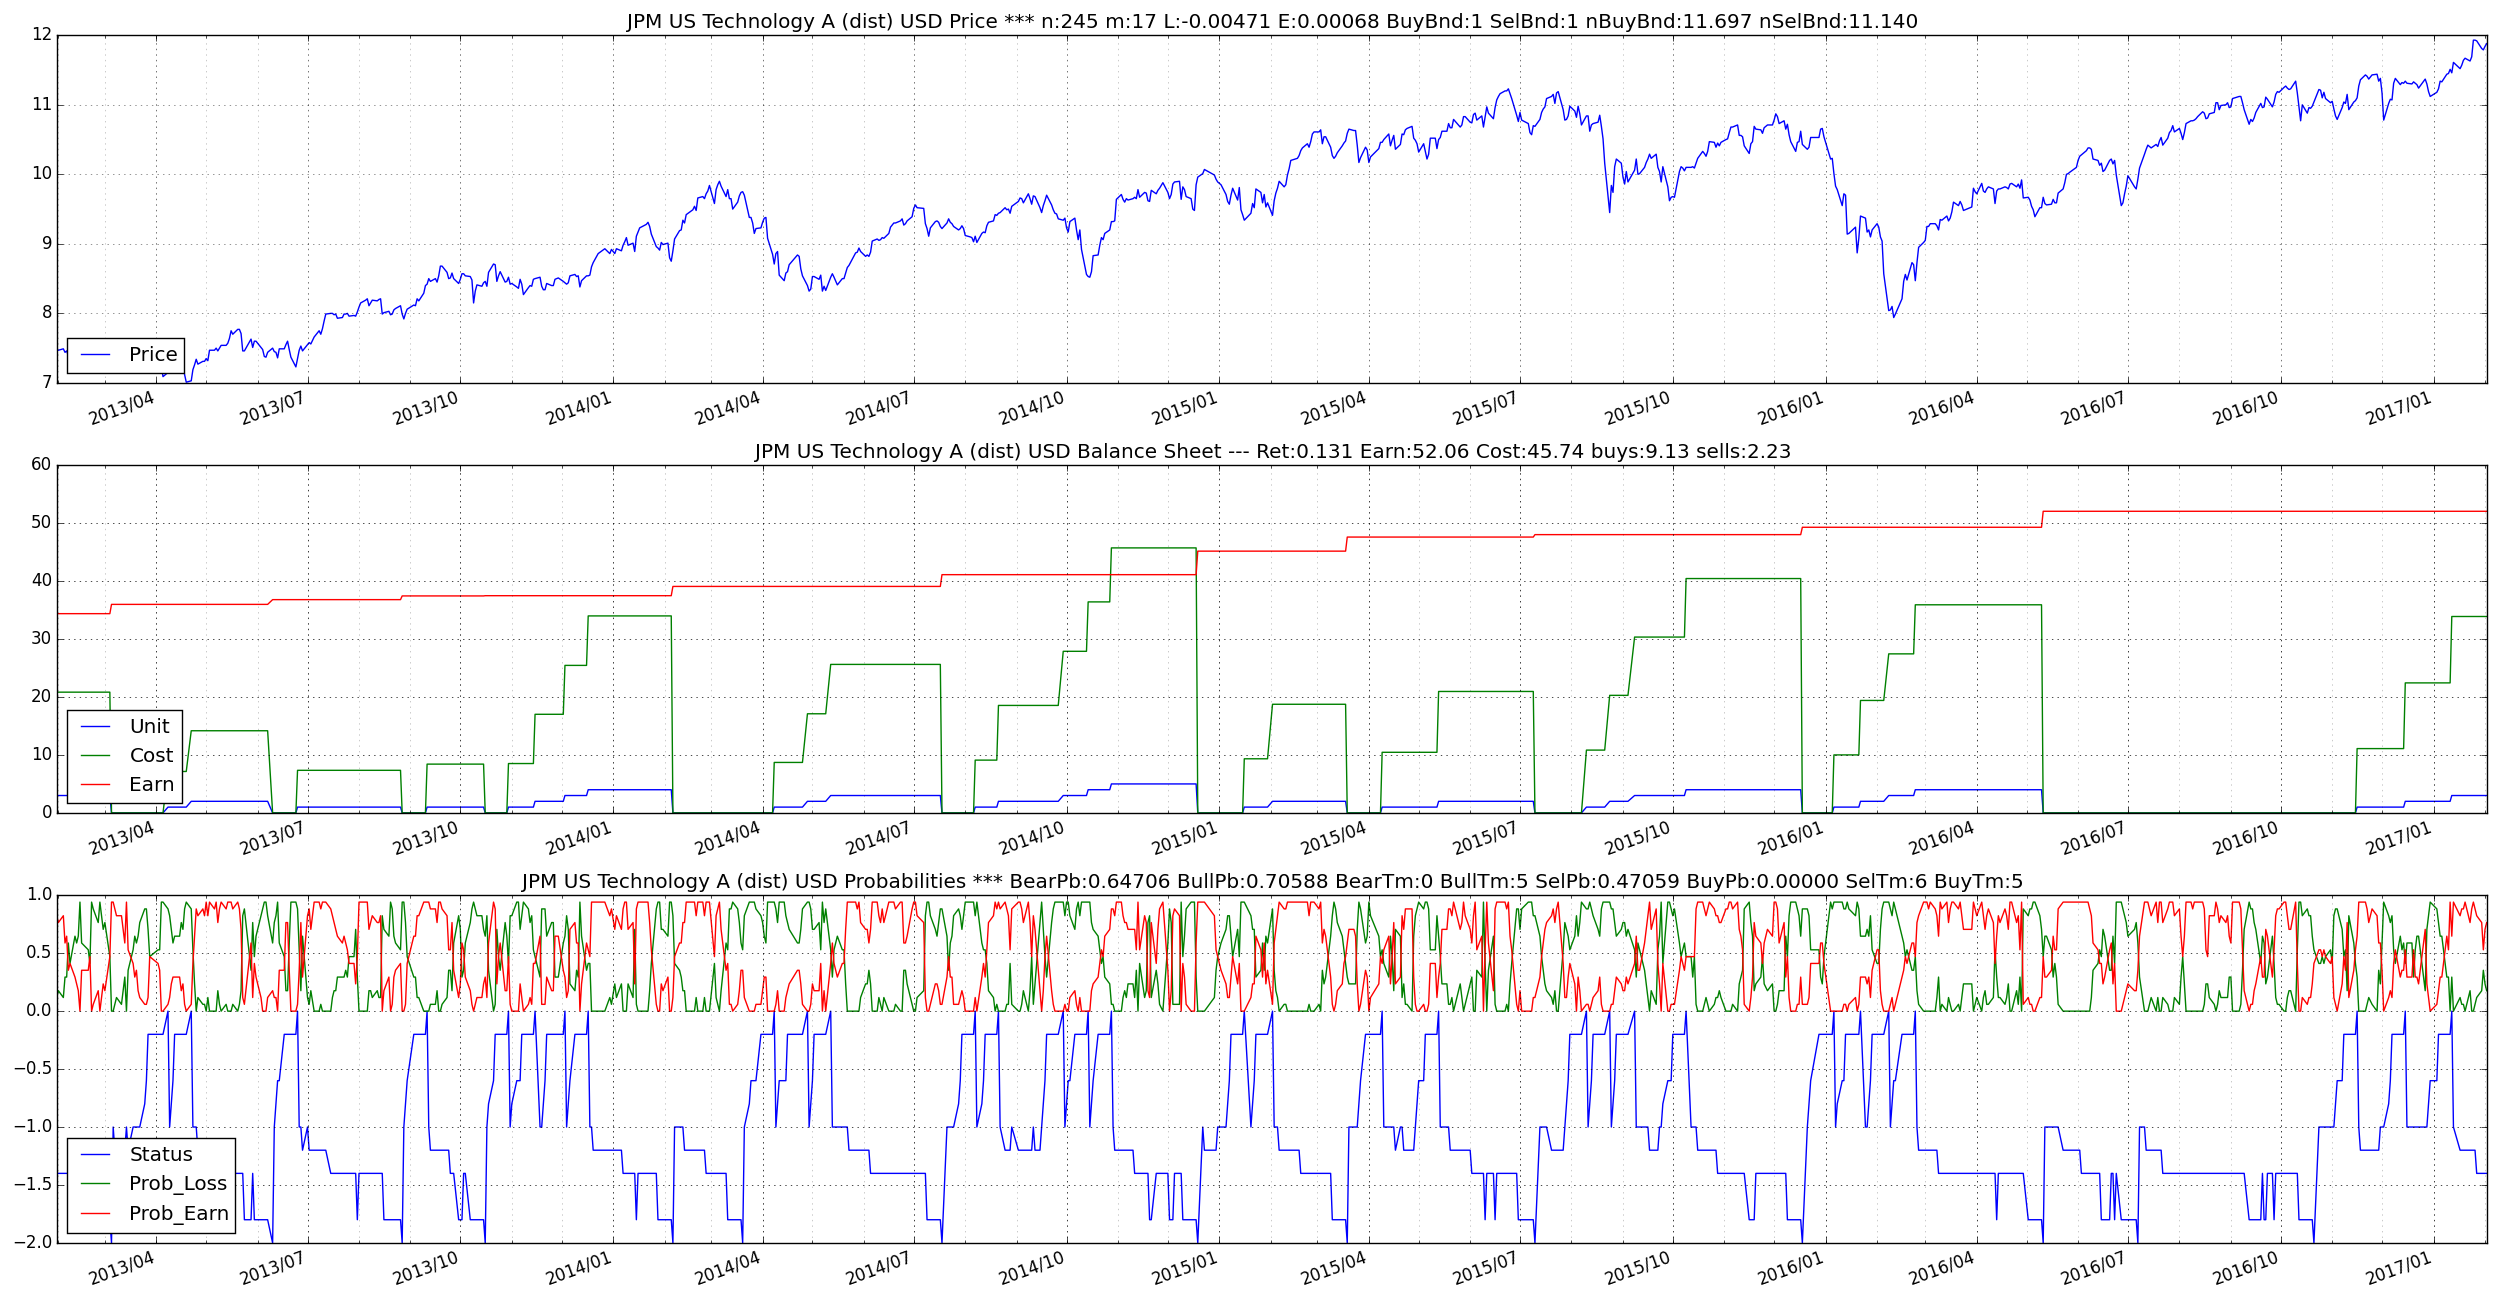 JPM US Technology A (dist) USD Price *** n:245 m:17 L:-0.00471 E:0.00068 BuyBnd:1 SelBnd:1 nBuyBnd:11.697 nSelBnd:11.140
12
11
10
9
8
7
Price
2013/04 2013/07 2013/10 2014/01 2014/04 2014/07 2014/10 2015/01 2015/04 2015/07 2015/10 2016/01 2016/04 2016/07 2016/10 2017/01
JPM US Technology A (dist) USD Balance Sheet --- Ret:0.131 Earn:52.06 Cost:45.74 buys:9.13 sells:2.23
60
50
40
30
20
10
0
Unit
Cost
Earn
2013/04 2013/07 2013/10 2014/01 2014/04 2014/07 2014/10 2015/01 2015/04 2015/07 2015/10 2016/01 2016/04 2016/07 2016/10 2017/01
JPM US Technology A (dist) USD Probabilities *** BearPb:0.64706 BullPb:0.70588 BearTm:0 BullTm:5 SelPb:0.47059 BuyPb:0.00000 SelTm:6 BuyTm:5
1.0
0.5
0.0
−0.5
−1.0
−1.5
−2.0
Status
Prob_Loss
Prob_Earn
2013/04 2013/07 2013/10 2014/01 2014/04 2014/07 2014/10 2015/01 2015/04 2015/07 2015/10 2016/01 2016/04 2016/07 2016/10 2017/01